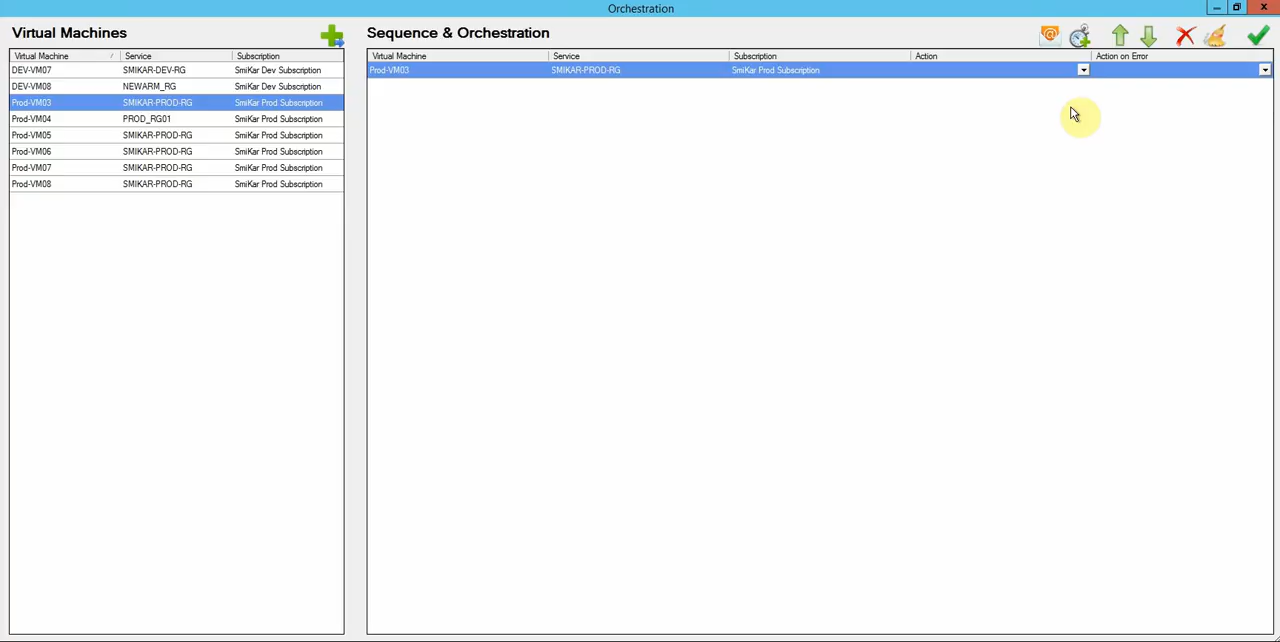 Orchestration
Virtual Machines
Virtual Machine Service Subscription
DEV-VM07 SMIKAR-DEV-RG SmiKar Dev Subscription
DEV-VM08 NEWARM_RG SmiKar Dev Subscription
Prod-VM03 SMIKAR-PROD-RG SmiKar Prod Subscription
Prod-VM04 PROD_RG01 SmiKar Prod Subscription
Prod-VM05 SMIKAR-PROD-RG SmiKar Prod Subscription
Prod-VM06 SMIKAR-PROD-RG SmiKar Prod Subscription
Prod-VM07 SMIKAR-PROD-RG SmiKar Prod Subscription
Prod-VM08 SMIKAR-PROD-RG SmiKar Prod Subscription
Sequence & Orchestration
Virtual Machine Service Subscription Action Action on Error
Prod-VM03 SMIKAR-PROD-RG SmiKar Prod Subscription